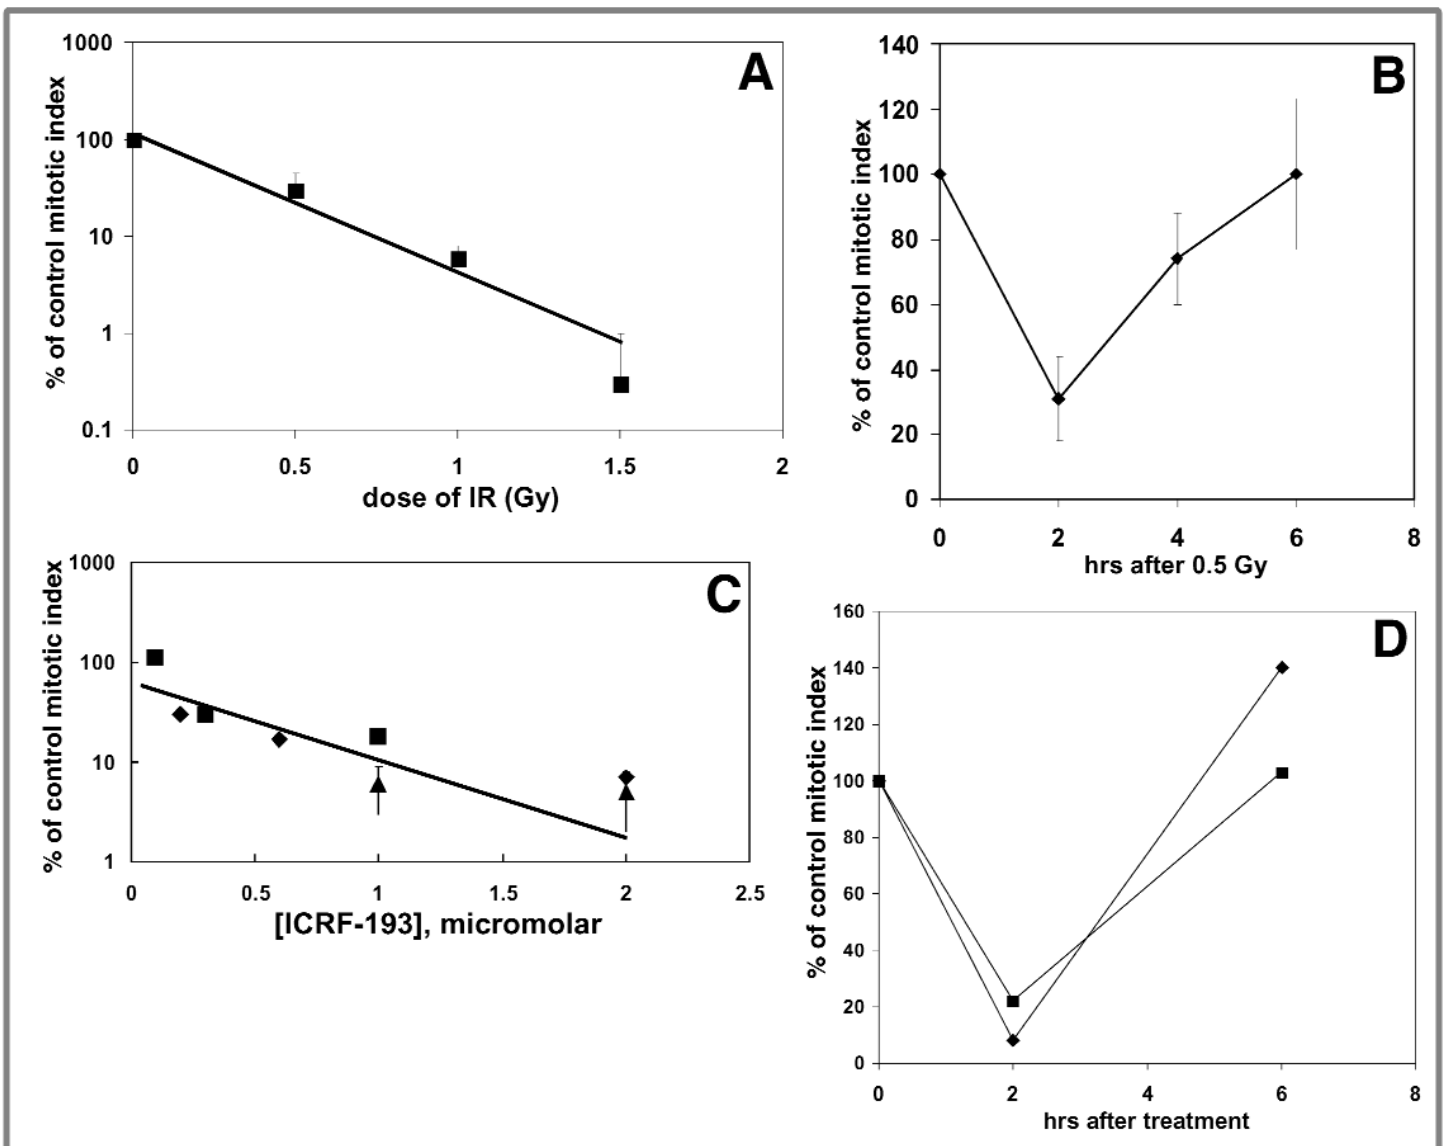 A
% of control mitotic index
1000
100
10
1
0.1
0 0.5 1 1.5 2
dose of IR (Gy)
B
% of control mitotic index
140
120
100
80
60
40
20
0
0 2 4 6 8
hrs after 0.5 Gy
C
% of control mitotic index
1000
100
10
1
0 0.5 1 1.5 2 2.5
[ICRF-193], micromolar
D
% of control mitotic index
160
140
120
100
80
60
40
20
0
0 2 4 6 8
hrs after treatment